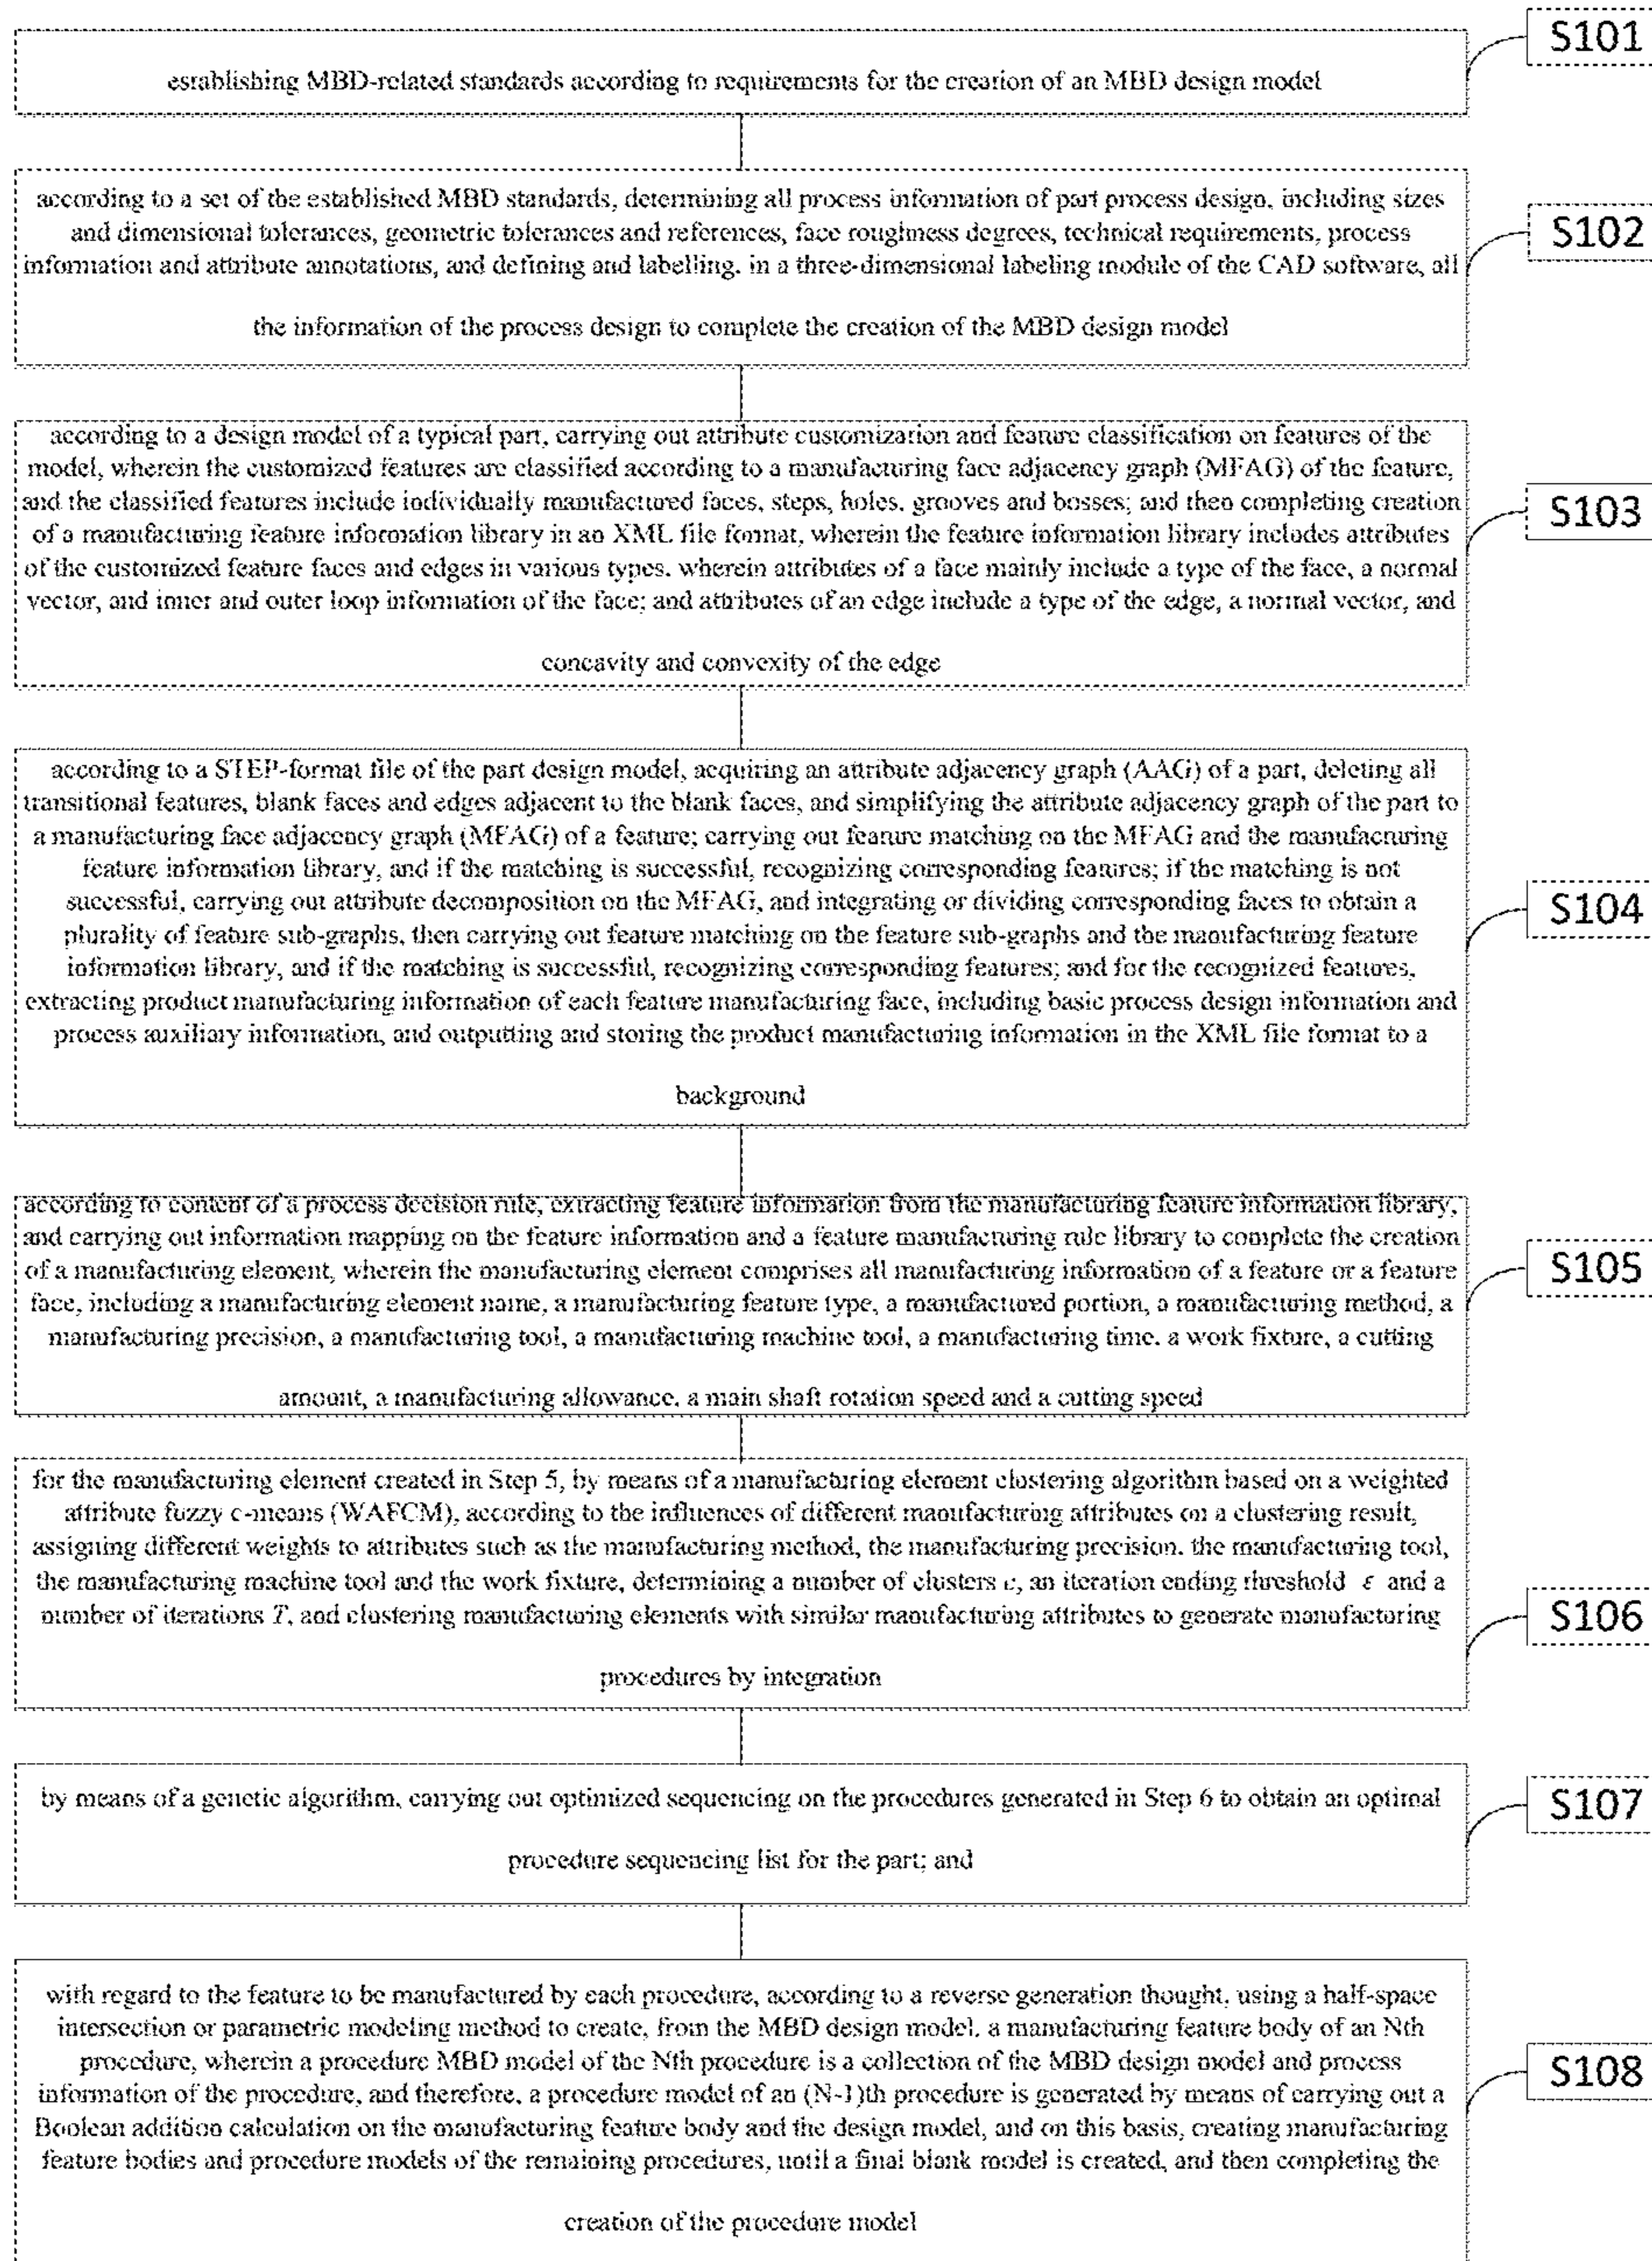 S101
establishing MBD-related standards according to requirements for the creation of an MBD design model
according to a set of the established MBD standards, determining all process information of part process design, including sizes
and dimensional tolerances, geometric tolerances and references, face roughness degrees, technical requirements, process
information and attribute annotations, and defining and labelling, in a three-dimensional labeling module of the CAD software, all
the information of the process design to complete the creation of the MBD design model
S102
according to a design model of a typical part, carrying out attribute customization and feature classification on features of the
model, wherein the customized features are classified according to a manufacturing face adjacency graph (MFAG) of the feature,
and the classified features include individually manufactured faces, steps, holes, grooves and bosses; and then completing creation
of a manufacturing feature information library in an XML file format, wherein the feature information library includes attributes
of the customized feature faces and edges in various types, wherein attributes of a face mainly include a type of the face, a normal
vector, and inner and outer loop information of the face; and attributes of an edge include a type of the edge, a normal vector, and
concavity and convexity of the edge
S103
according to a STEP-format file of the part design model, acquiring an attribute adjacency graph (AAG) of a part, deleting all
transitional features, blank faces and edges adjacent to the blank faces, and simplifying the attribute adjacency graph of the part to
a manufacturing face adjacency graph (MFAG) of a feature; carrying out feature matching on the MFAG and the manufacturing
feature information library, and if the matching is successful, recognizing corresponding features; if the matching is not
successful, carrying out attribute decomposition on the MFAG, and integrating or dividing corresponding faces to obtain a
plurality of feature sub-graphs, then carrying out feature matching on the feature sub-graphs and the manufacturing feature
information library, and if the matching is successful, recognizing corresponding features; and for the recognized features,
extracting product manufacturing information of each feature manufacturing face, including basic process design information and
process auxiliary information, and outputting and storing the product manufacturing information in the XML file format to a
background
S104
according to content of a process decision rule, extracting feature information from the manufacturing feature information library,
and carrying out information mapping on the feature information and a feature manufacturing rule library to complete the creation
of a manufacturing element, wherein the manufacturing element comprises all manufacturing information of a feature or a feature
face, including a manufacturing element name, a manufacturing feature type, a manufactured portion, a manufacturing method, a
manufacturing precision, a manufacturing tool, a manufacturing machine tool, a manufacturing time, a work fixture, a cutting
amount, a manufacturing allowance, a main shaft rotation speed and a cutting speed
S105
for the manufacturing element created in Step 5, by means of a manufacturing element clustering algorithm based on a weighted
attribute fuzzy c-means (WAFCM), according to the influences of different manufacturing attributes on a clustering result,
assigning different weights to attributes such as the manufacturing method, the manufacturing precision, the manufacturing tool,
the manufacturing machine tool and the work fixture, determining a number of clusters c, an iteration ending threshold ε and a
number of iterations T, and clustering manufacturing elements with similar manufacturing attributes to generate manufacturing
procedures by integration
S106
by means of a genetic algorithm, carrying out optimized sequencing on the procedures generated in Step 6 to obtain an optimal
procedure sequencing list for the part; and
S107
with regard to the feature to be manufactured by each procedure, according to a reverse generation thought, using a half-space
intersection or parametric modeling method to create, from the MBD design model, a manufacturing feature body of an Nth
procedure, wherein a procedure MBD model of the Nth procedure is a collection of the MBD design model and process
information of the procedure, and therefore, a procedure model of an (N-1)th procedure is generated by means of carrying out a
Boolean addition calculation on the manufacturing feature body and the design model, and on this basis, creating manufacturing
feature bodies and procedure models of the remaining procedures, until a final blank model is created, and then completing the
creation of the procedure model
S108